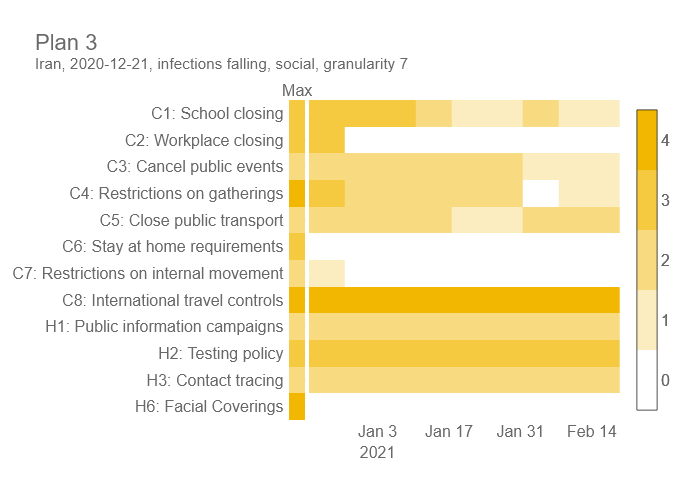 Plan 3
Iran, 2020-12-21, infections falling, social, granularity 7
Max
C1: School closing
C2: Workplace closing
C3: Cancel public events
C4: Restrictions on gatherings
C5: Close public transport
C6: Stay at home requirements
C7: Restrictions on internal movement
C8: International travel controls
H1: Public information campaigns
H2: Testing policy
H3: Contact tracing
H6: Facial Coverings
Jan 3 Jan 17 Jan 31 Feb 14
2021
4
3
2
1
0